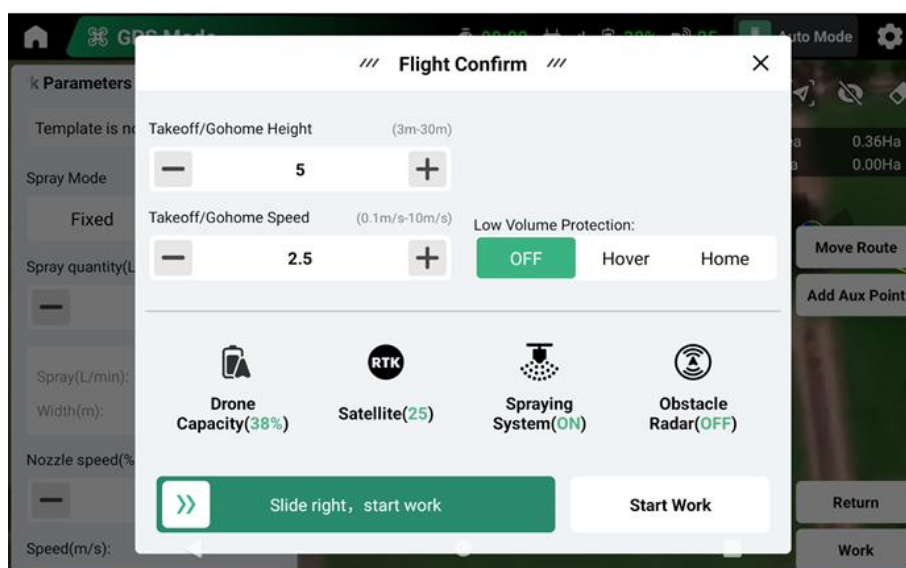 Flight Confirm
Takeoff/Gohome Height (3m-30m)
5
Takeoff/Gohome Speed (0.1m/s-10m/s)
2.5
Low Volume Protection:
OFF Hover Home
RTK
Drone
Capacity(38%)
Satellite(25)
Spraying
System(ON)
Obstacle
Radar(OFF)
Slide right, start work
Start Work
GPS Mode
Auto Mode
k Parameters
Template is no
Spray Mode
Fixed
Spray quantity(L
Spray(L/min):
Width(m):
Nozzle speed(%
Speed(m/s):
0.36Ha
0.00Ha
Move Route
Add Aux Point
Return
Work